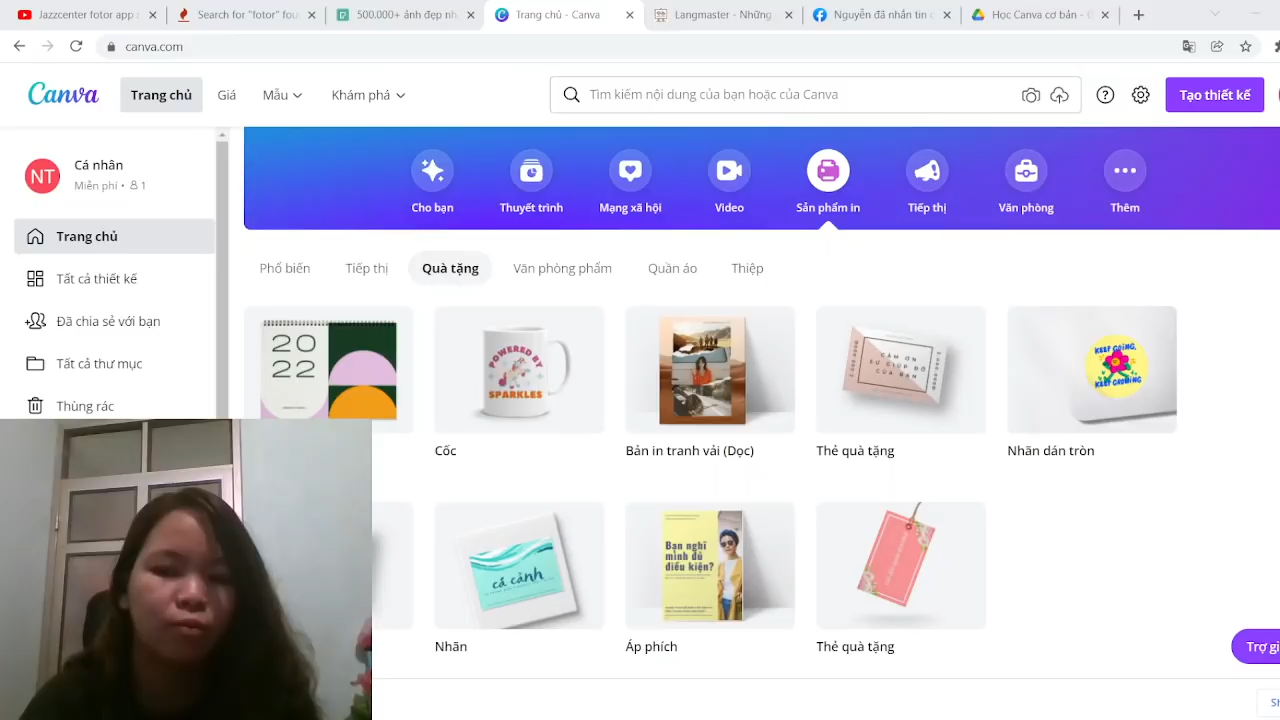 Jazzcenter fotor app
Search for "fotor" fou
500.000+ ảnh đẹp nh
Trang chủ - Canva
Langmaster - Những
Nguyễn đã nhắn tin c
Học Canva cơ bản - 
canva.com
Canva
Trang chủ
Giá
Mẫu
Khám phá
Tìm kiếm nội dung của bạn hoặc của Canva
Tạo thiết kế
NT
Cá nhân
Miễn phí • 1
Cho bạn
Thuyết trình
Mạng xã hội
Video
Sản phẩm in
Tiếp thị
Văn phòng
Thêm
Trang chủ
Tất cả thiết kế
Đã chia sẻ với bạn
Tất cả thư mục
Thùng rác
Phổ biến
Tiếp thị
Quà tặng
Văn phòng phẩm
Quần áo
Thiệp
20
22
POWERED BY
SPARKLES
CẢM ƠN
SỰ GIÚP ĐỠ
CỦA BẠN
KEEP GOING,
KEEP GROWING
Cốc
Bản in tranh vải (Dọc)
Thẻ quà tặng
Nhãn dán tròn
cá cảnh
Bạn nghĩ
mình đủ
điều kiện?
Nhãn
Áp phích
Thẻ quà tặng
Trợ gi